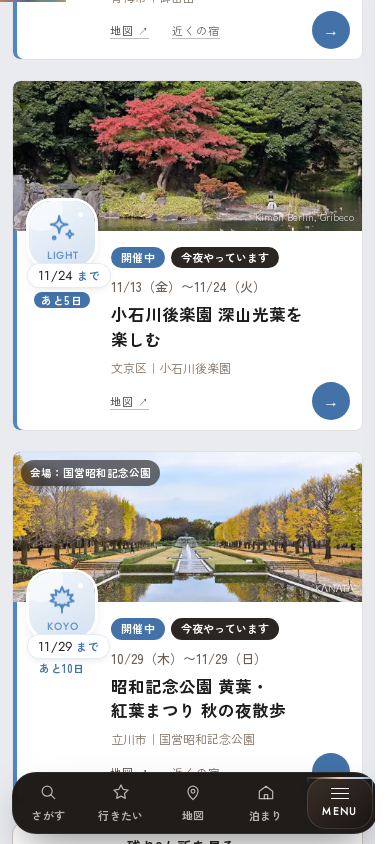 地図 ↗ 近くの宿
→
Kimon Berlin, Gribeco
LIGHT
11/24 まで
あと5日
開催中 今夜やっています
11/13（金）〜11/24（火）
小石川後楽園 深山光葉を
楽しむ
文京区｜小石川後楽園
地図 ↗
→
会場：国営昭和記念公園
KANATA
KOYO
11/29 まで
あと10日
開催中 今夜やっています
10/29（木）〜11/29（日）
昭和記念公園 黄葉・
紅葉まつり 秋の夜散歩
立川市｜国営昭和記念公園
さがす 行きたい 地図 泊まり MENU